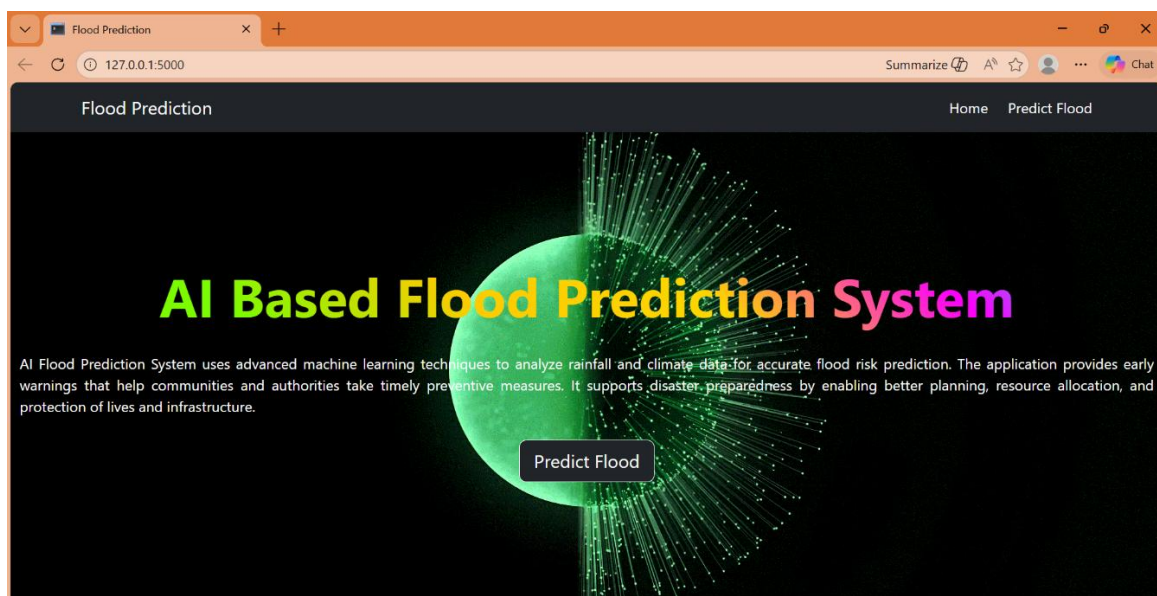 Flood Prediction
127.0.0.1:5000
Summarize
Chat
Flood Prediction
Home
Predict Flood
AI Based Flood Prediction System
AI Flood Prediction System uses advanced machine learning techniques to analyze rainfall and climate data for accurate flood risk prediction. The application provides early
warnings that help communities and authorities take timely preventive measures. It supports disaster preparedness by enabling better planning, resource allocation, and
protection of lives and infrastructure.
Predict Flood